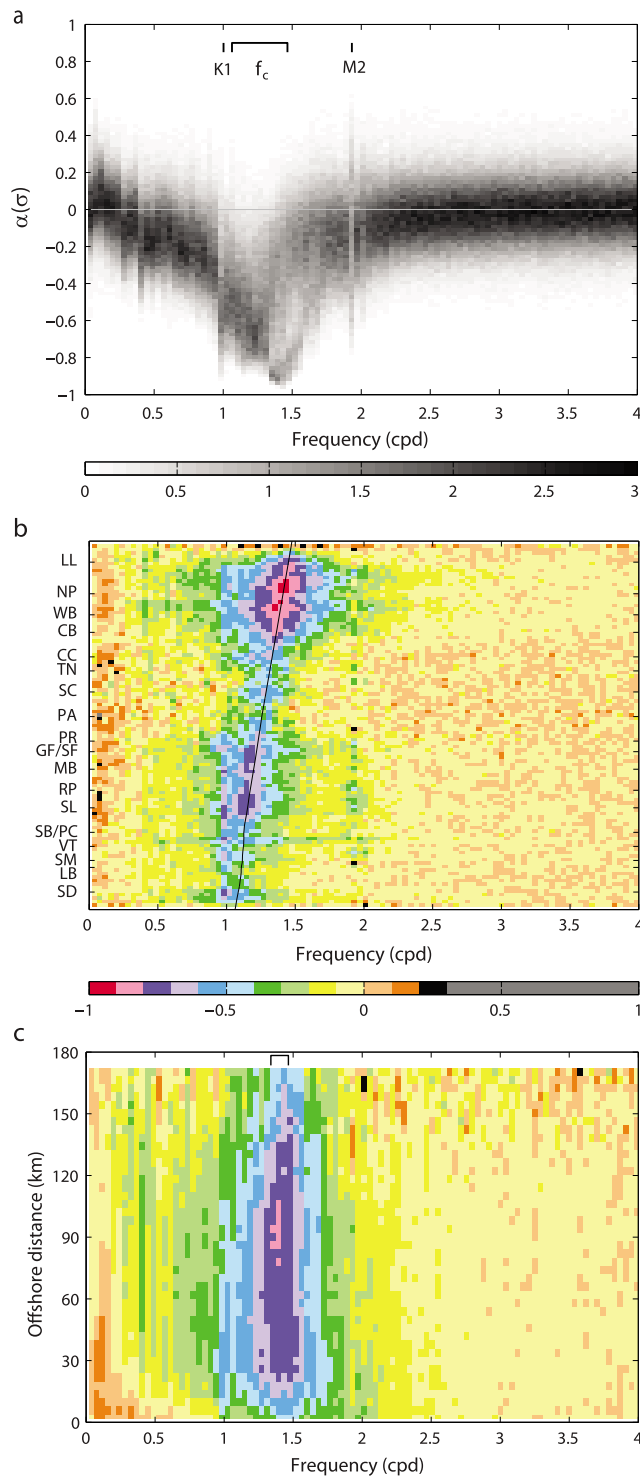 a
1
0.8
0.6
0.4
0.2
0
−0.2
−0.4
−0.6
−0.8
−1
α(σ)
K1
f_c
M2
0 0.5 1 1.5 2 2.5 3 3.5 4
Frequency (cpd)
0 0.5 1 1.5 2 2.5 3
b
LL
NP
WB
CB
CC
TN
SC
PA
PR
GF/SF
MB
RP
SL
SB/PC
VT
SM
LB
SD
0 0.5 1.0 1.5 2 2.5 3 3.5 4
Frequency (cpd)
−1 −0.5 0 0.5 1
c
180
150
120
90
60
30
0
Offshore distance (km)
0 0.5 1 1.5 2 2.5 3 3.5 4
Frequency (cpd)